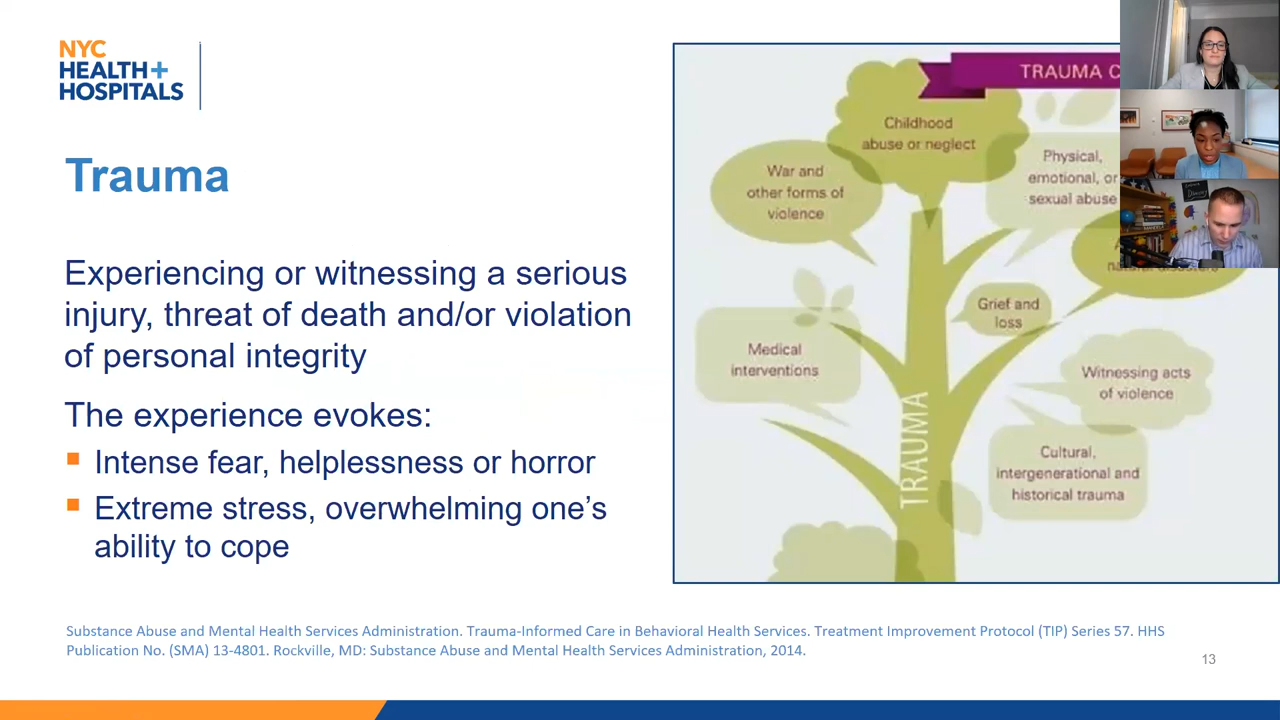 NYC
HEALTH+
HOSPITALS
Trauma
Experiencing or witnessing a serious
injury, threat of death and/or violation
of personal integrity
The experience evokes:
Intense fear, helplessness or horror
Extreme stress, overwhelming one's
ability to cope
TRAUMA C
Childhood
abuse or neglect
War and
other forms of
violence
Physical,
emotional, or
sexual abuse
natural disasters
Grief and
loss
Medical
interventions
Witnessing acts
of violence
Cultural,
intergenerational and
historical trauma
TRAUMA
Substance Abuse and Mental Health Services Administration. Trauma-Informed Care in Behavioral Health Services. Treatment Improvement Protocol (TIP) Series 57. HHS
Publication No. (SMA) 13-4801. Rockville, MD: Substance Abuse and Mental Health Services Administration, 2014.
13